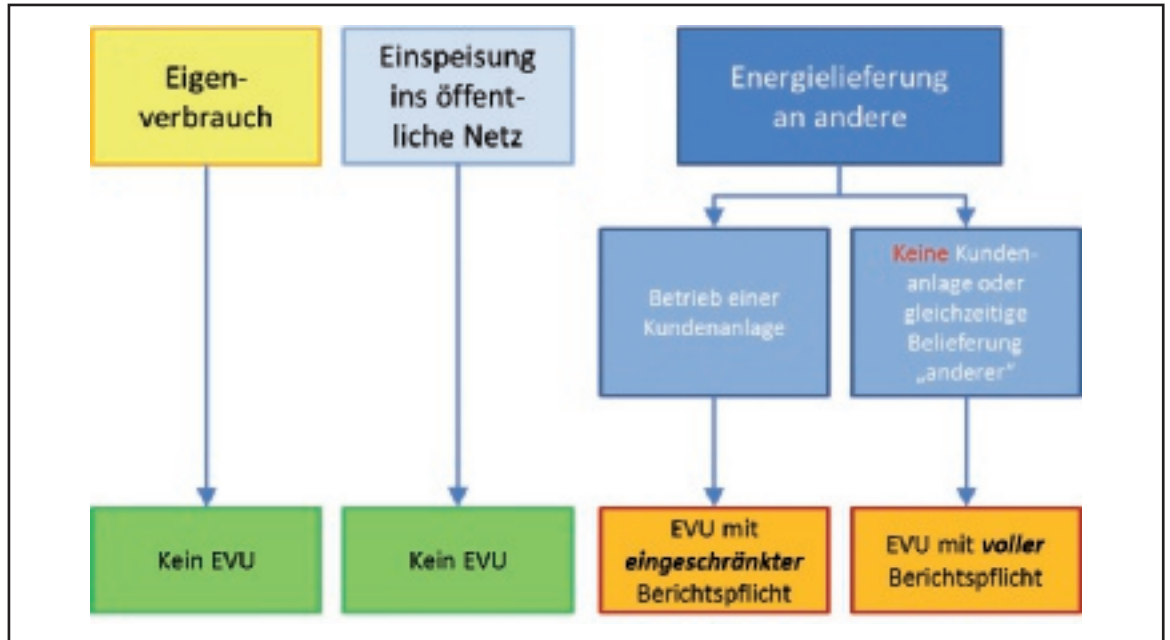 Eigen-
verbrauch
Einspeisung
ins öffent-
liche Netz
Energielieferung
an andere
Betrieb einer
Kundenanlage
Keine Kunden-
anlage oder
gleichzeitige
Belieferung
„anderer“
Kein EVU
Kein EVU
EVU mit
eingeschränkter
Berichtspflicht
EVU mit voller
Berichtspflicht